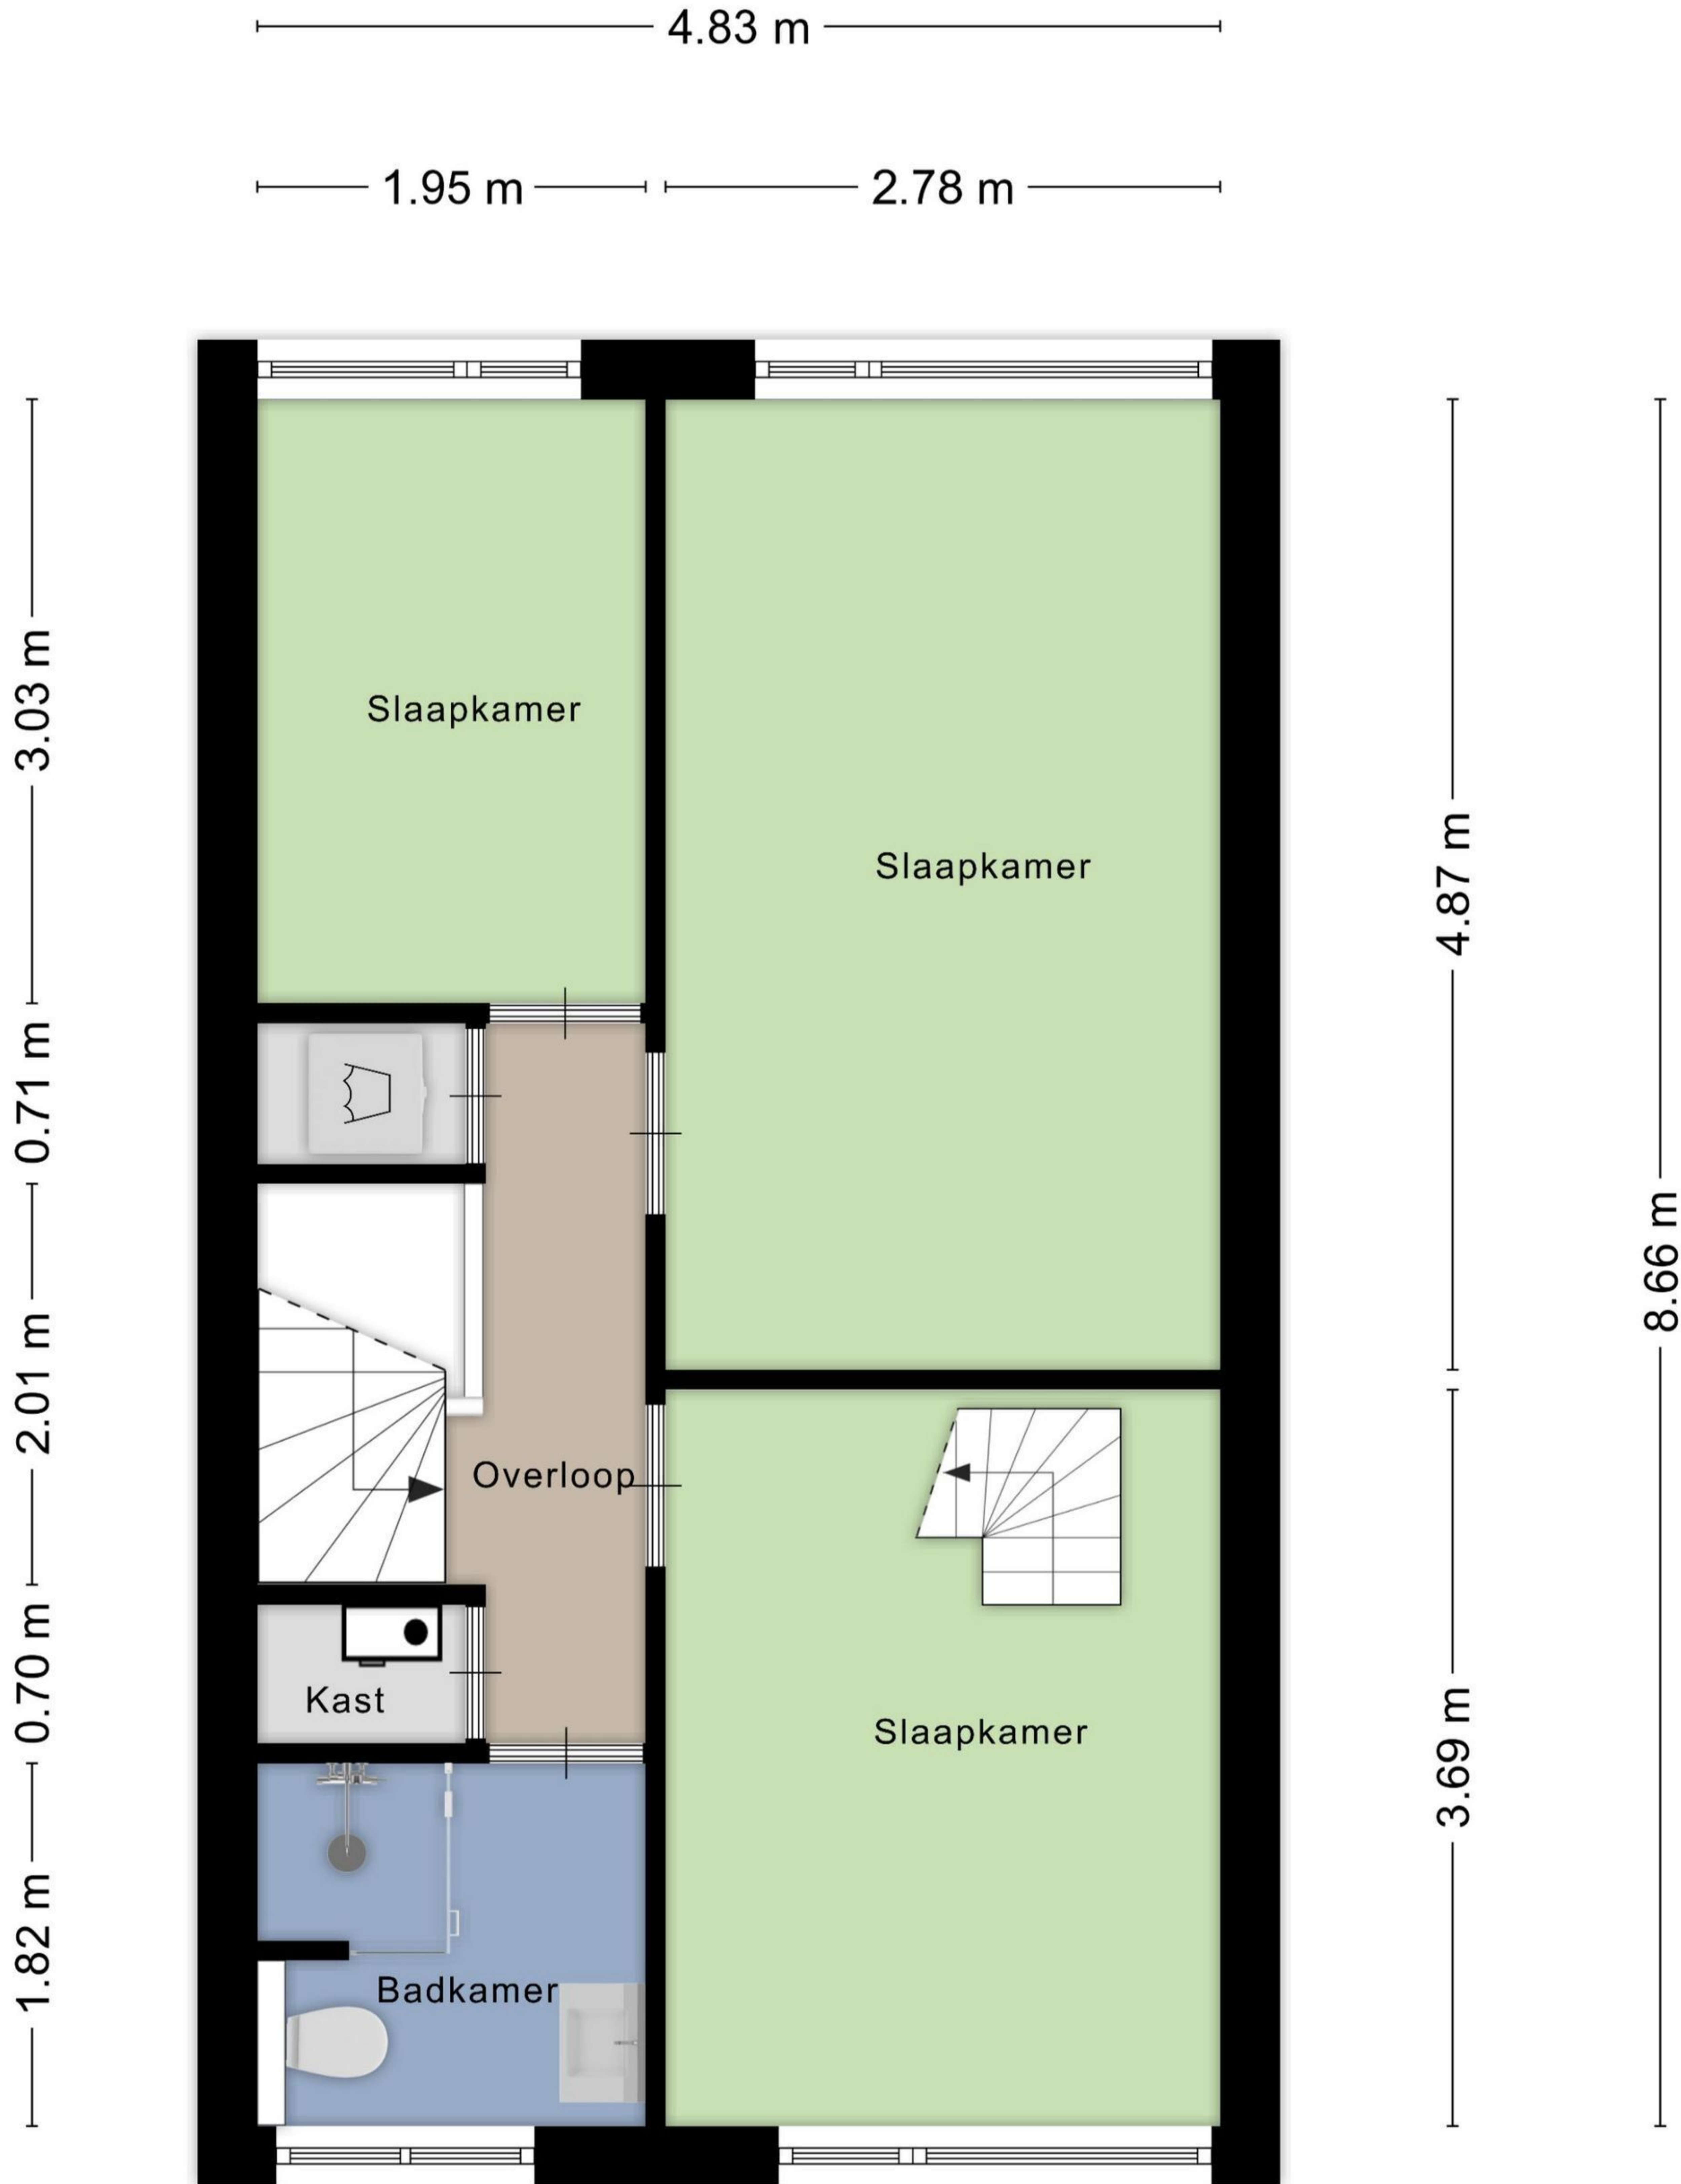 4.83 m
1.95 m
2.78 m
Slaapkamer
Slaapkamer
3.03 m
4.87 m
0.71 m
8.66 m
2.01 m
Overloop
0.70 m
Kast
Slaapkamer
3.69 m
1.82 m
Badkamer